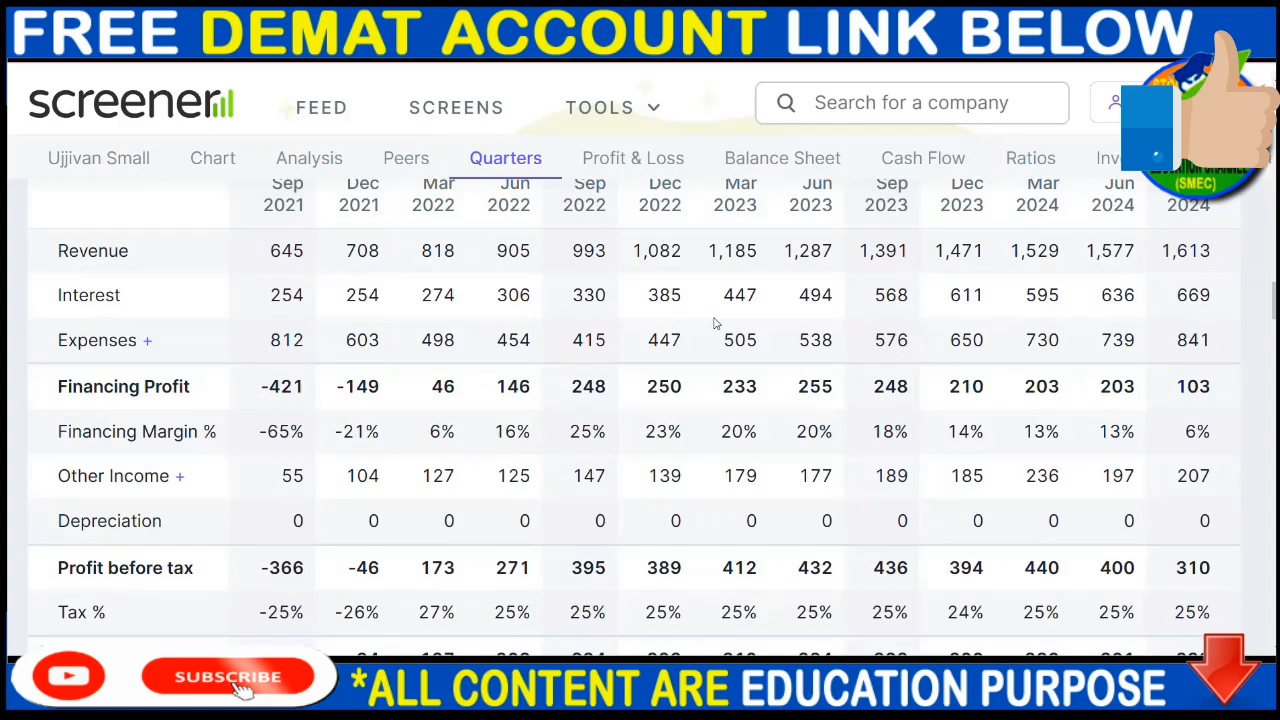 FREE DEMAT ACCOUNT LINK BELOW
screener FEED SCREENS TOOLS Search for a company
Ujjivan Small Chart Analysis Peers Quarters Profit & Loss Balance Sheet Cash Flow Ratios
EDUCATION CHANNEL
(SMEC)
Sep Dec Mar Jun Sep Dec Mar Jun Sep Dec Mar Jun
2021 2021 2022 2022 2022 2022 2023 2023 2023 2023 2024 2024 2024
Revenue 645 708 818 905 993 1,082 1,185 1,287 1,391 1,471 1,529 1,577 1,613
Interest 254 254 274 306 330 385 447 494 568 611 595 636 669
Expenses + 812 603 498 454 415 447 505 538 576 650 730 739 841
Financing Profit -421 -149 46 146 248 250 233 255 248 210 203 203 103
Financing Margin % -65% -21% 6% 16% 25% 23% 20% 20% 18% 14% 13% 13% 6%
Other Income + 55 104 127 125 147 139 179 177 189 185 236 197 207
Depreciation 0 0 0 0 0 0 0 0 0 0 0 0 0
Profit before tax -366 -46 173 271 395 389 412 432 436 394 440 400 310
Tax % -25% -26% 27% 25% 25% 25% 25% 25% 25% 24% 25% 25% 25%
SUBSCRIBE
*ALL CONTENT ARE EDUCATION PURPOSE